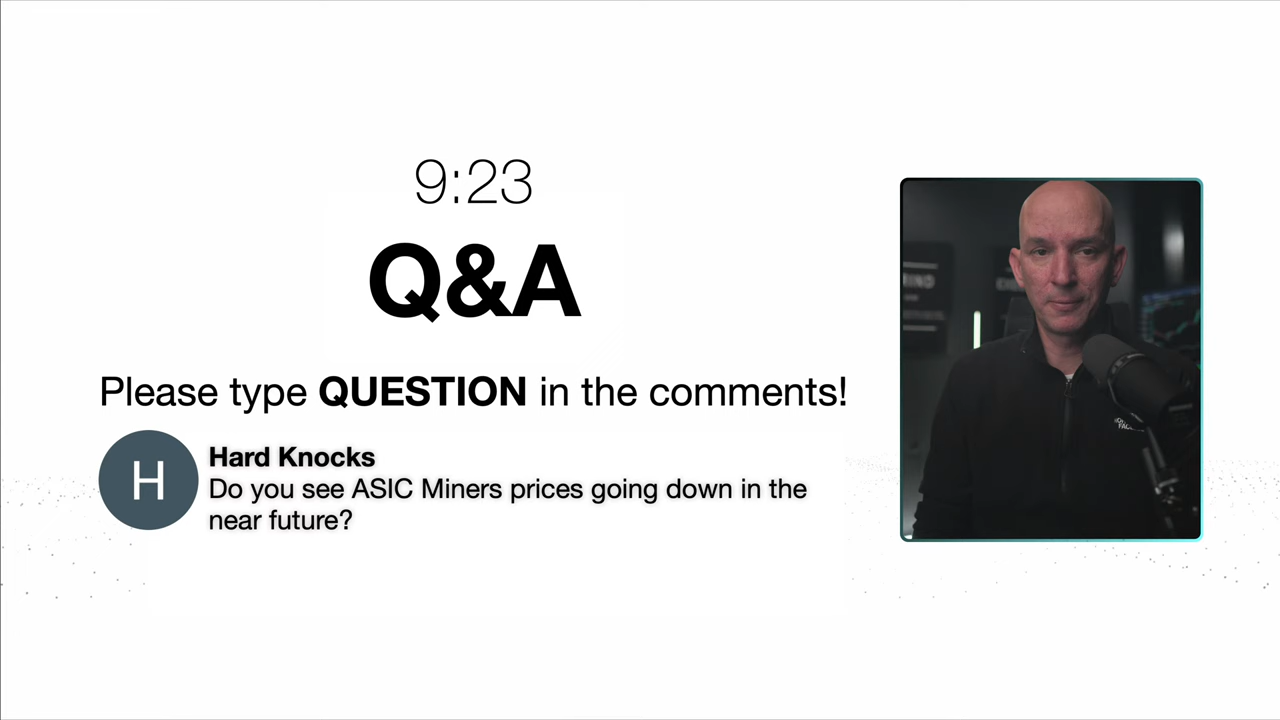 9:23
Q&A
Please type QUESTION in the comments!
H
Hard Knocks
Do you see ASIC Miners prices going down in the
near future?